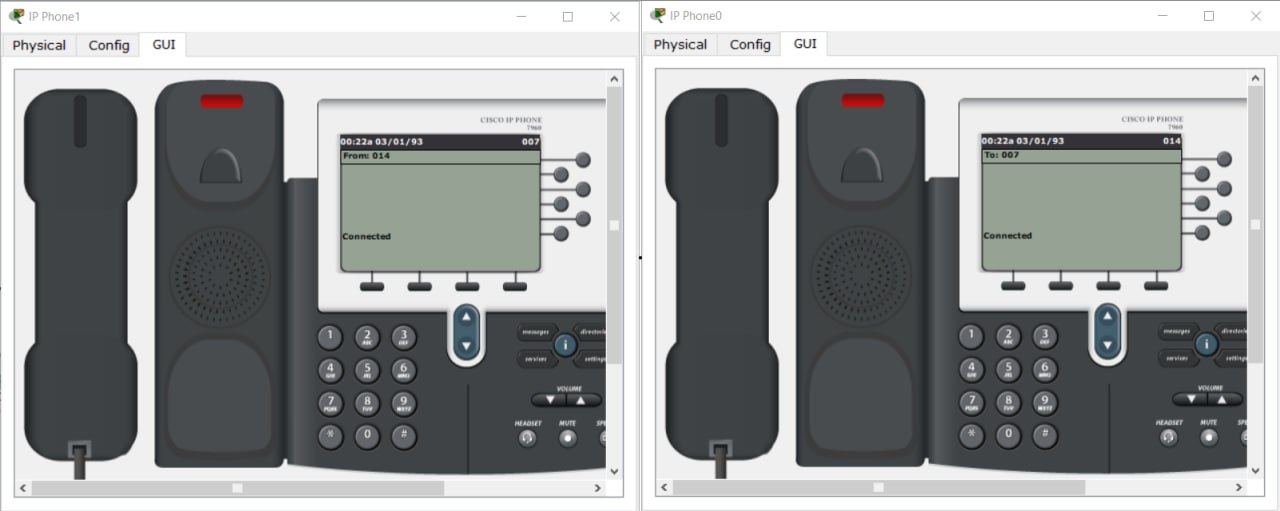 IP Phone1
Physical Config GUI
CISCO IP PHONE
7960
00:22a 03/01/93 007
From: 014
Connected
1 2 ABC 3 DEF
4 GHI 5 JKL 6 MNO
7 PQRS 8 TUV 9 WXYZ
* 0 #
messages directorie
i
services setting
VOLUME
HEADSET MUTE SPE
IP Phone0
Physical Config GUI
CISCO IP PHONE
7960
00:22a 03/01/93 014
To: 007
Connected
1 2 ABC 3 DEF
4 GHI 5 JKL 6 MNO
7 PQRS 8 TUV 9 WXYZ
* 0 #
messages directorie
i
services setting
VOLUME
HEADSET MUTE SPE